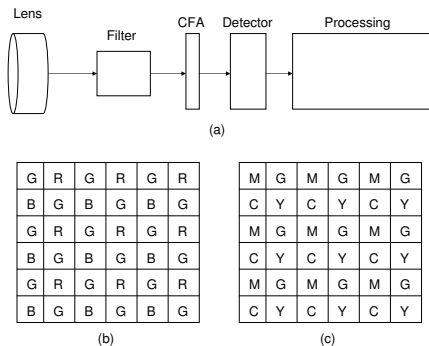 Lens
Filter
CFA
Detector
Processing
(a)
G R G R G R
B G B G B G
G R G R G R
B G B G B G
G R G R G R
B G B G B G
(b)
M G M G M G
C Y C Y C Y
M G M G M G
C Y C Y C Y
M G M G M G
C Y C Y C Y
(c)